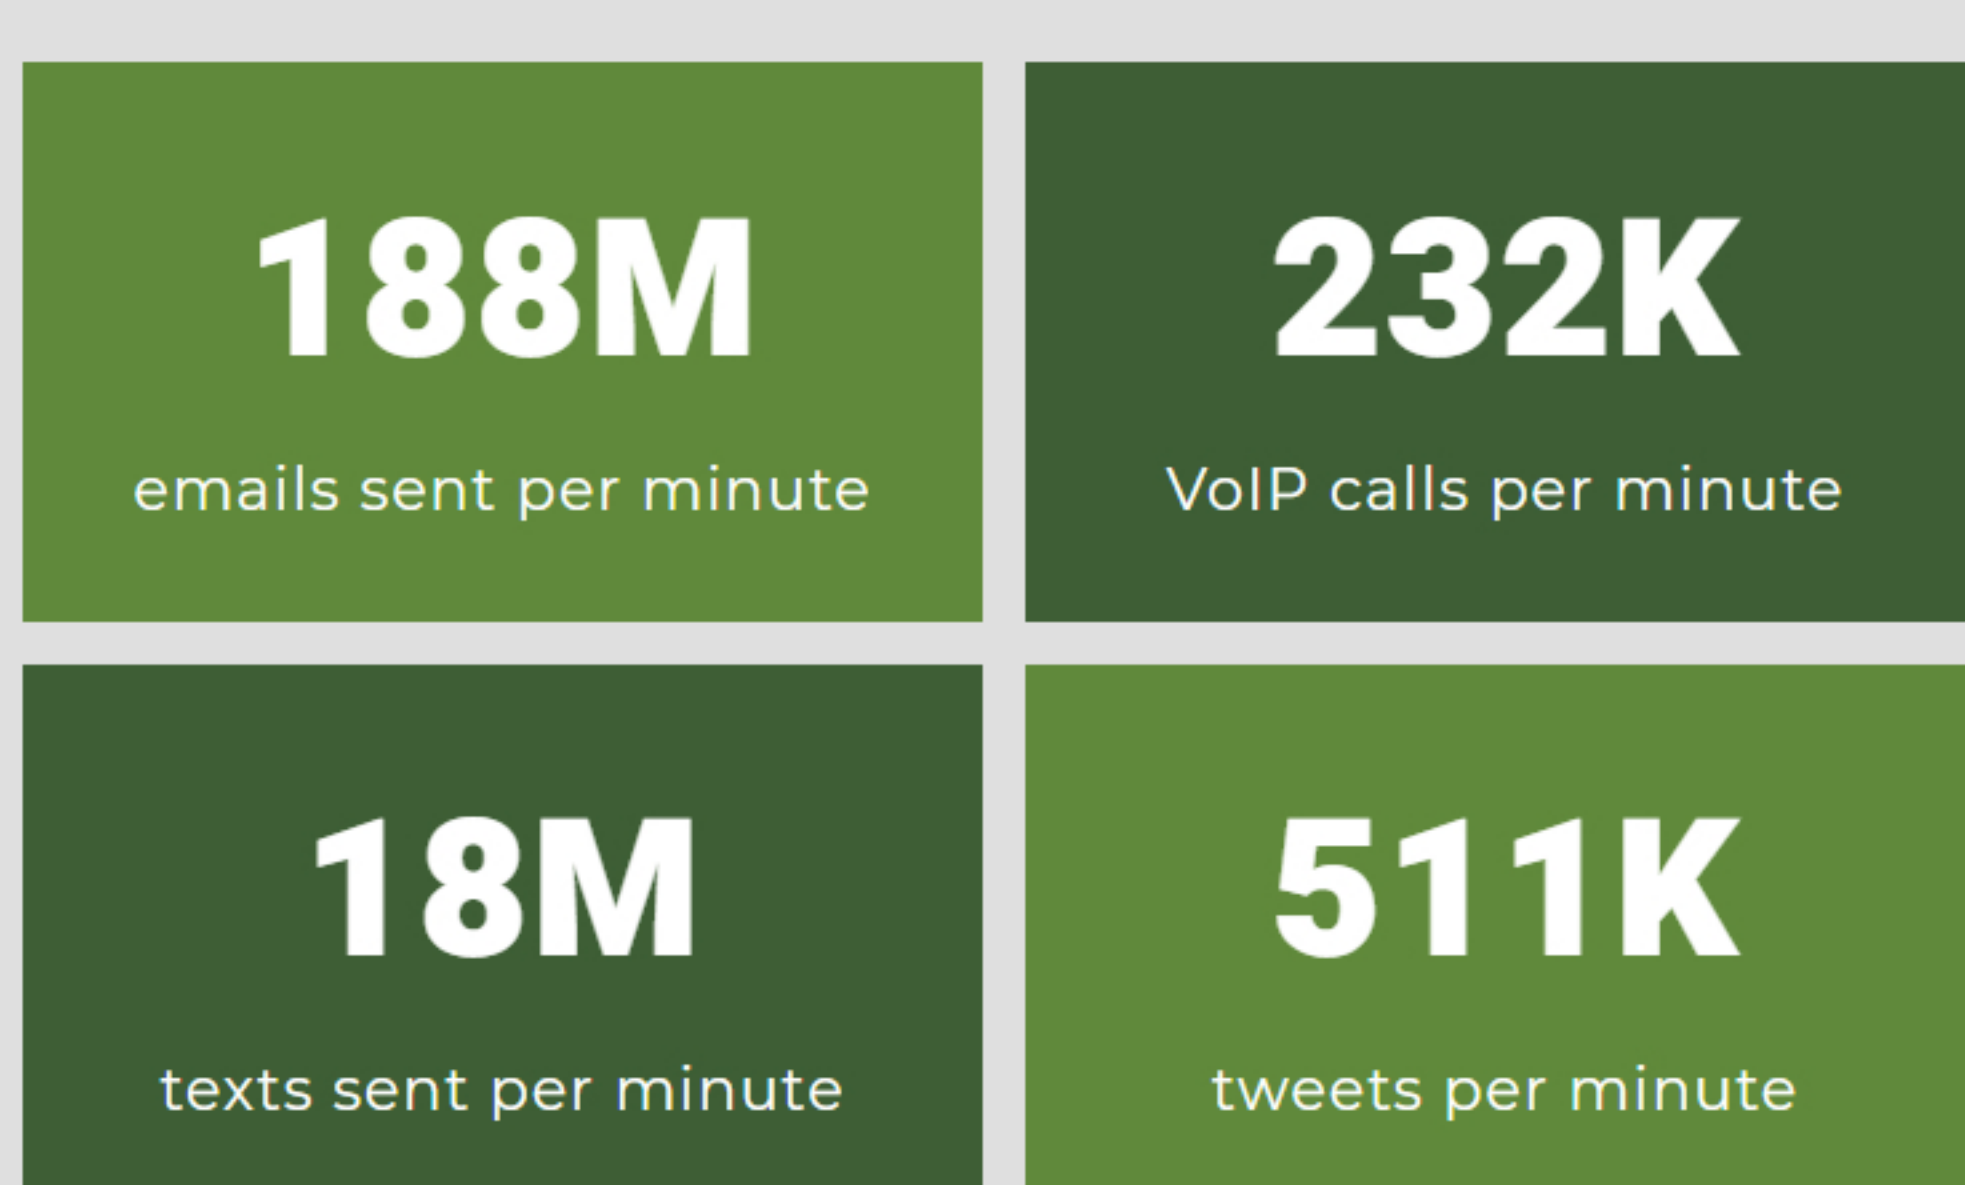 188M
emails sent per minute
232K
VoIP calls per minute
18M
texts sent per minute
511K
tweets per minute